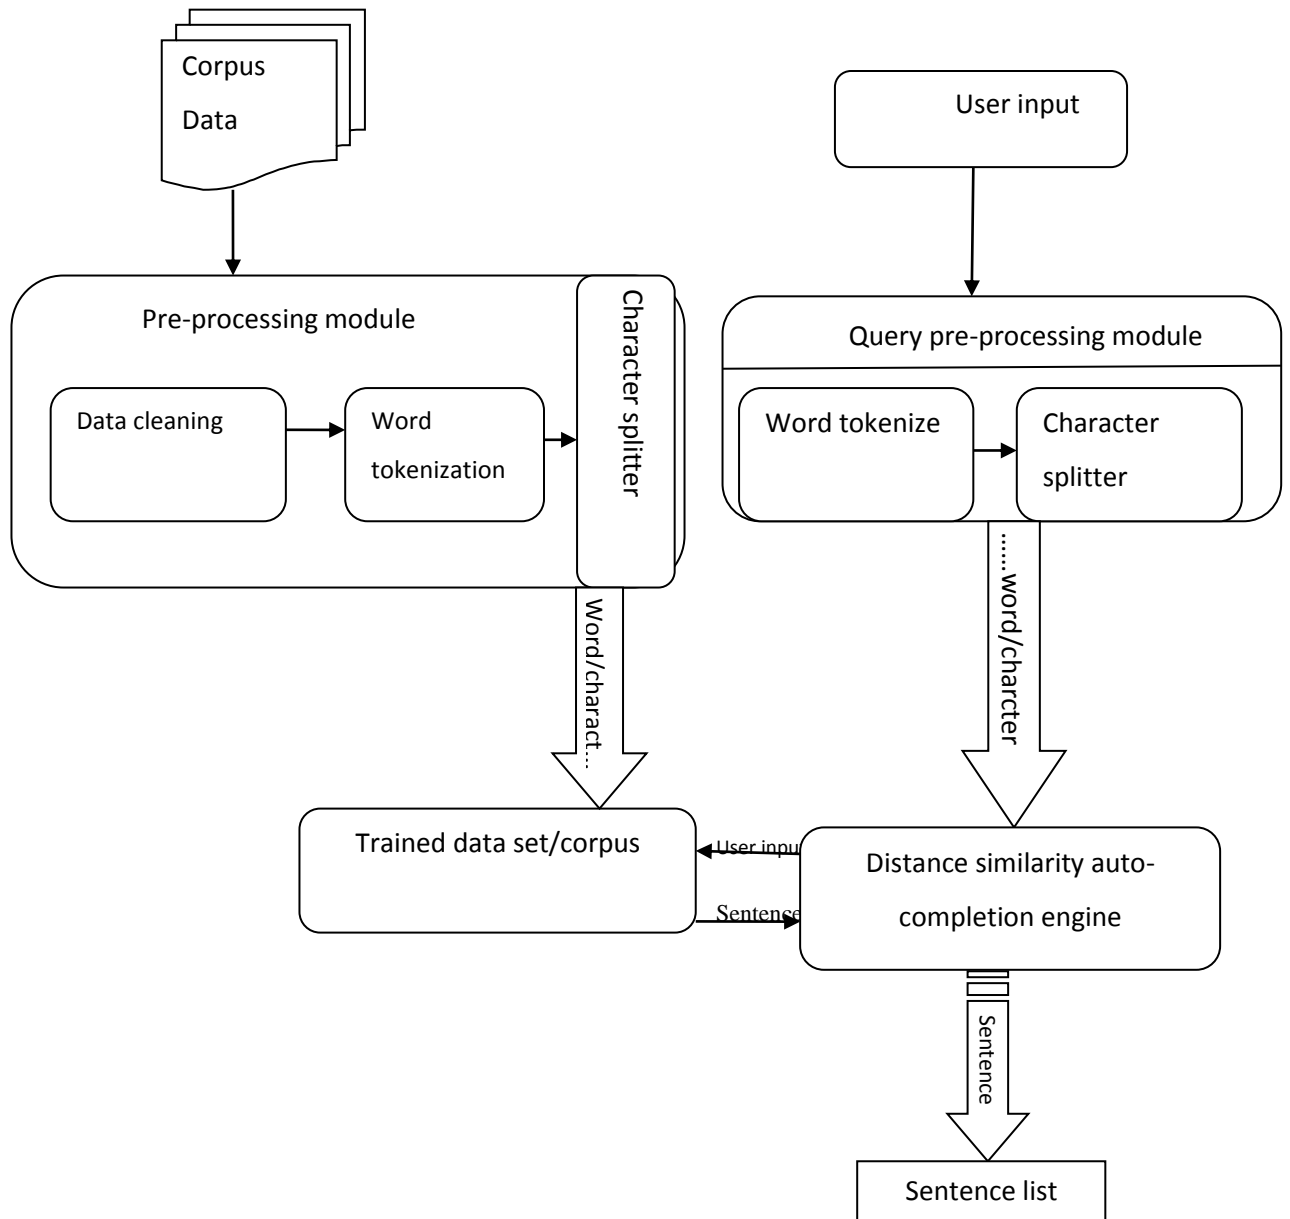 Corpus
Data
User input
Pre-processing module
Character splitter
Data cleaning
Word
tokenization
Query pre-processing module
Word tokenize
Character
splitter
Word/charact....
......word/charcter
Trained data set/corpus
User inpu
Sentence
Distance similarity auto-
completion engine
Sentence
Sentence list